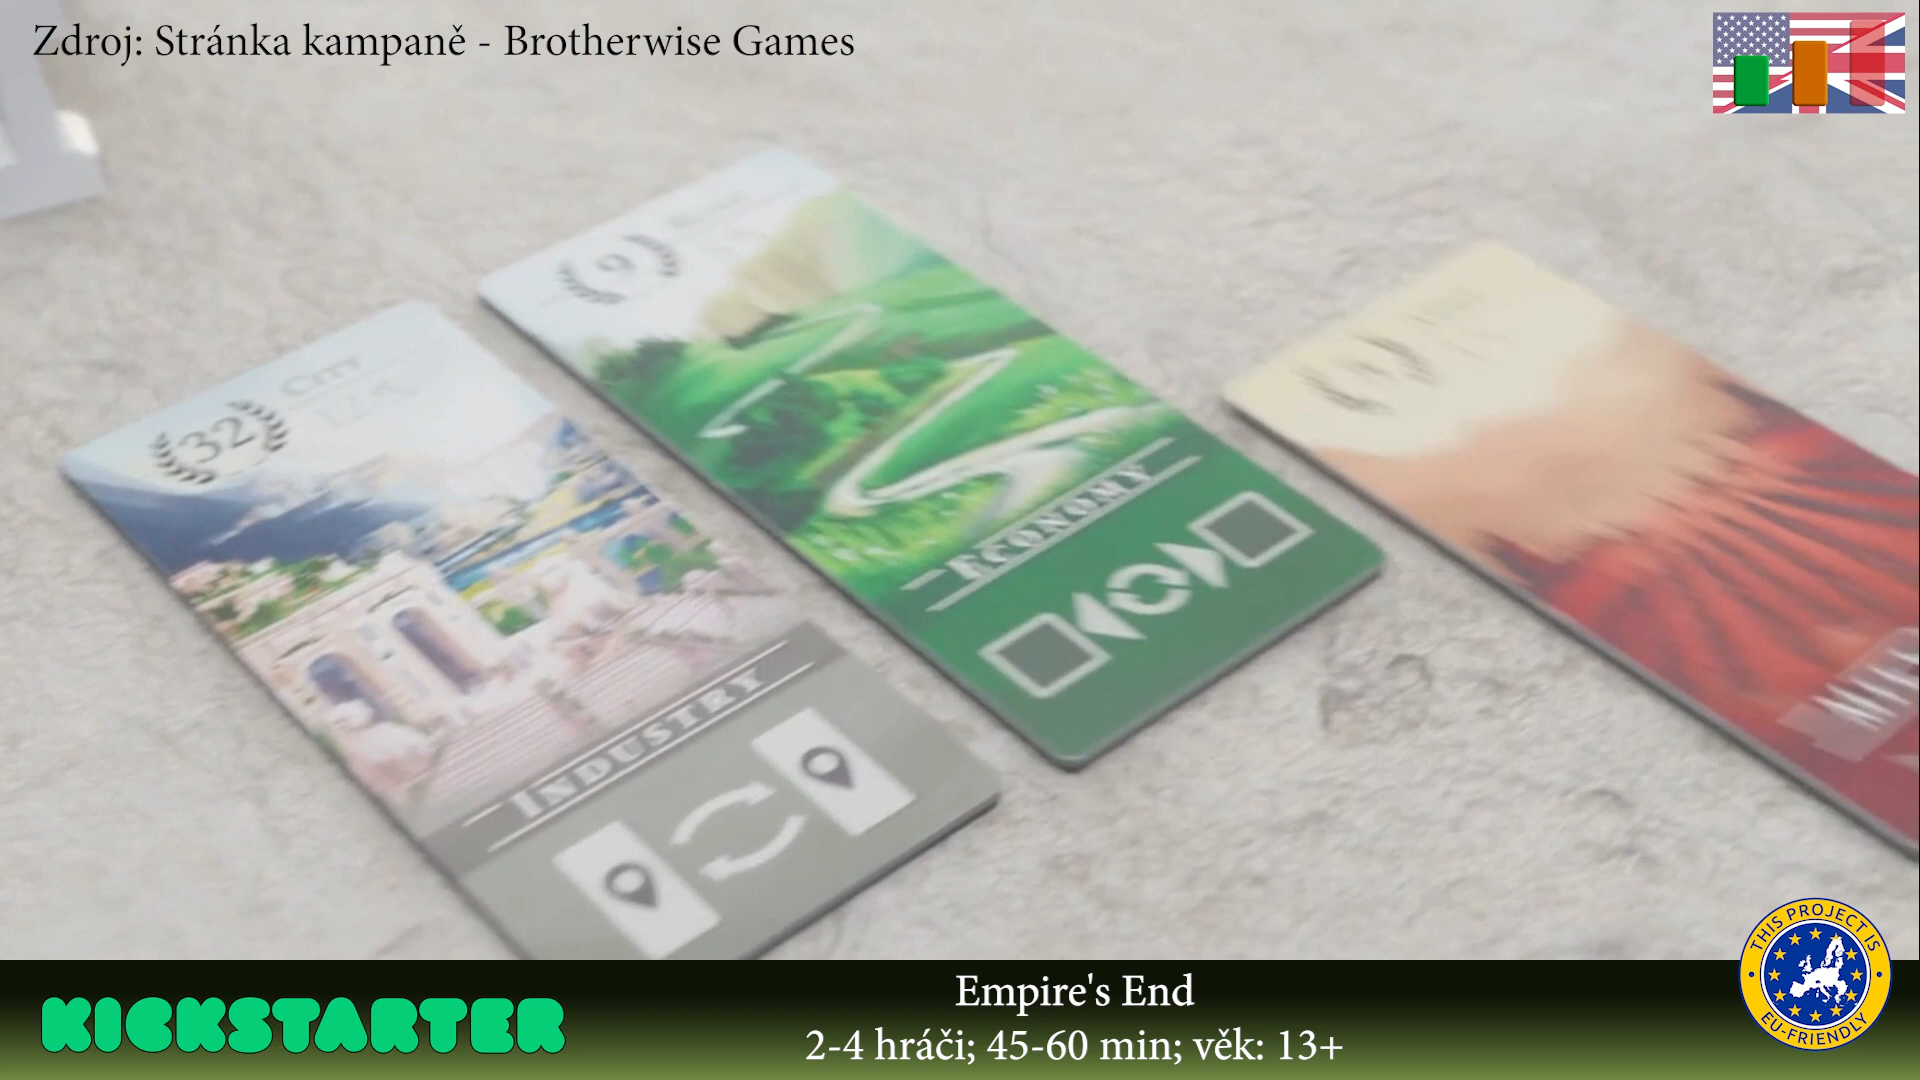 Zdroj: Stránka kampaně - Brotherwise Games
9
32
CITY
12
ECONOMY
INDUSTRY
KICKSTARTER
Empire's End
2-4 hráči; 45-60 min; věk: 13+
THIS PROJECT IS
EU-FRIENDLY